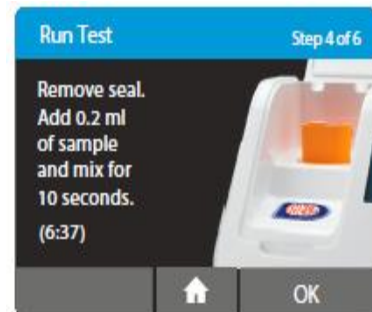 Run Test
Step 4 of 6
Remove seal.
Add 0.2 ml
of sample
and mix for
10 seconds.
(6:37)
OK